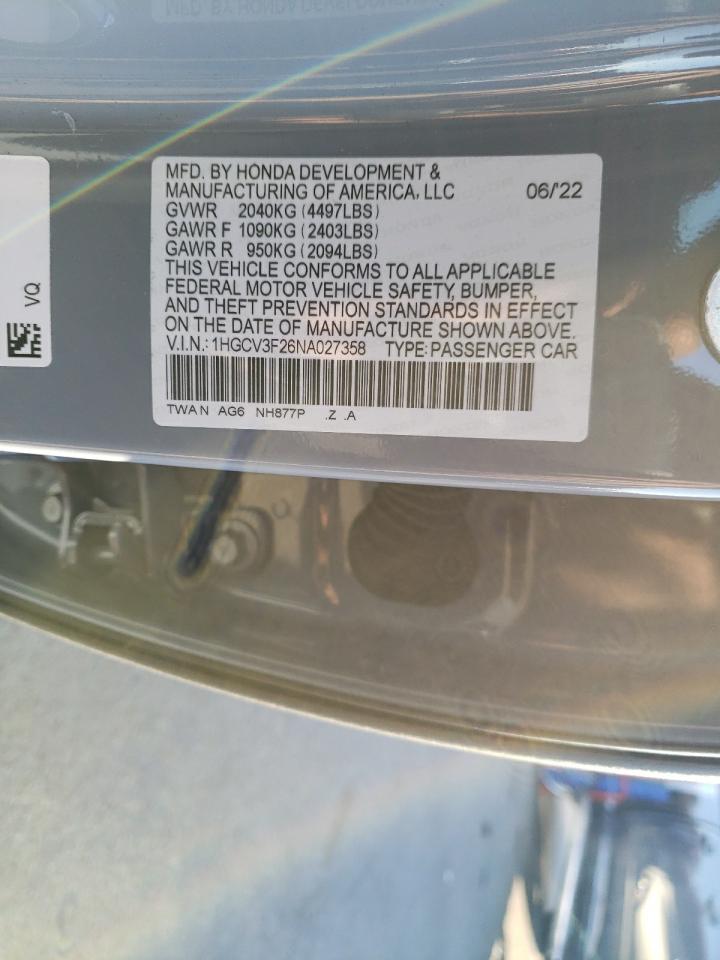 MFD. BY HONDA DEVELOPMENT &
MANUFACTURING OF AMERICA, LLC 06/'22
GVWR 2040KG (4497LBS)
GAWR F 1090KG (2403LBS)
GAWR R 950KG (2094LBS)
THIS VEHICLE CONFORMS TO ALL APPLICABLE
FEDERAL MOTOR VEHICLE SAFETY, BUMPER,
AND THEFT PREVENTION STANDARDS IN EFFECT
ON THE DATE OF MANUFACTURE SHOWN ABOVE.
V.I.N.: 1HGCV3F26NA027358 TYPE: PASSENGER CAR
TWA N AG6 NH877P .Z .A
VQ